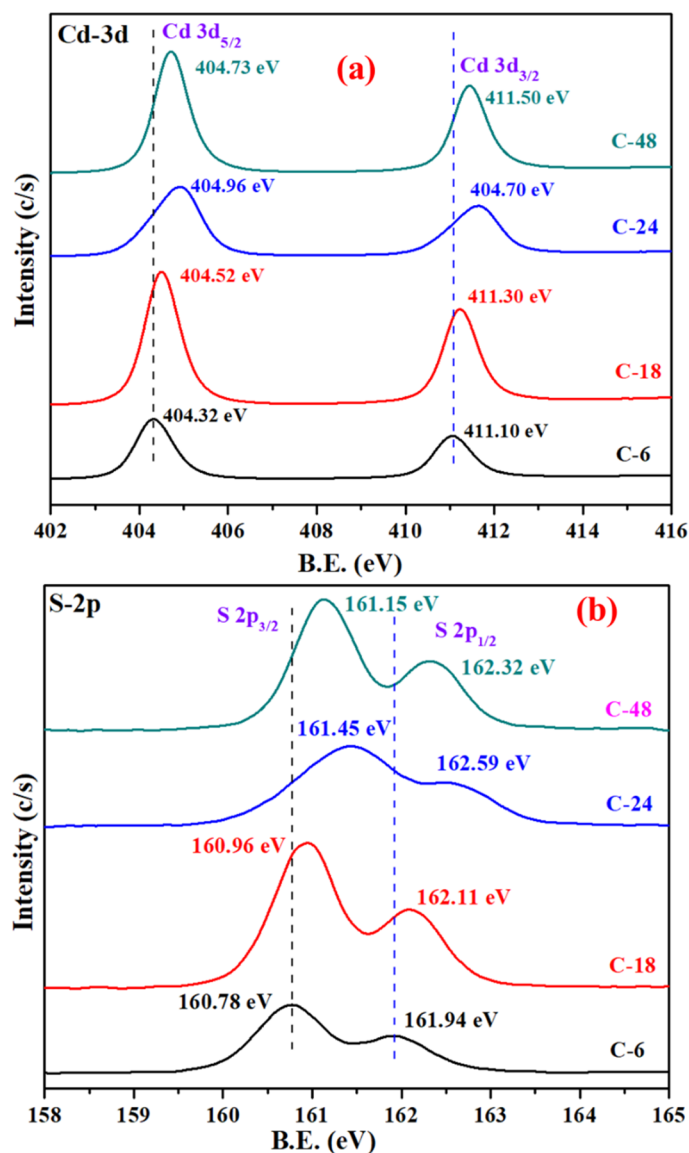 Cd-3d
Cd 3d5/2
404.73 eV
(a)
Cd 3d3/2
411.50 eV
C-48
404.96 eV
404.70 eV
C-24
404.52 eV
411.30 eV
C-18
404.32 eV
411.10 eV
C-6
Intensity (c/s)
402 404 406 408 410 412 414 416
B.E. (eV)
S-2p
S 2p3/2
161.15 eV
(b)
S 2p1/2
162.32 eV
C-48
161.45 eV
162.59 eV
C-24
160.96 eV
162.11 eV
C-18
160.78 eV
161.94 eV
C-6
Intensity (c/s)
158 159 160 161 162 163 164 165
B.E. (eV)